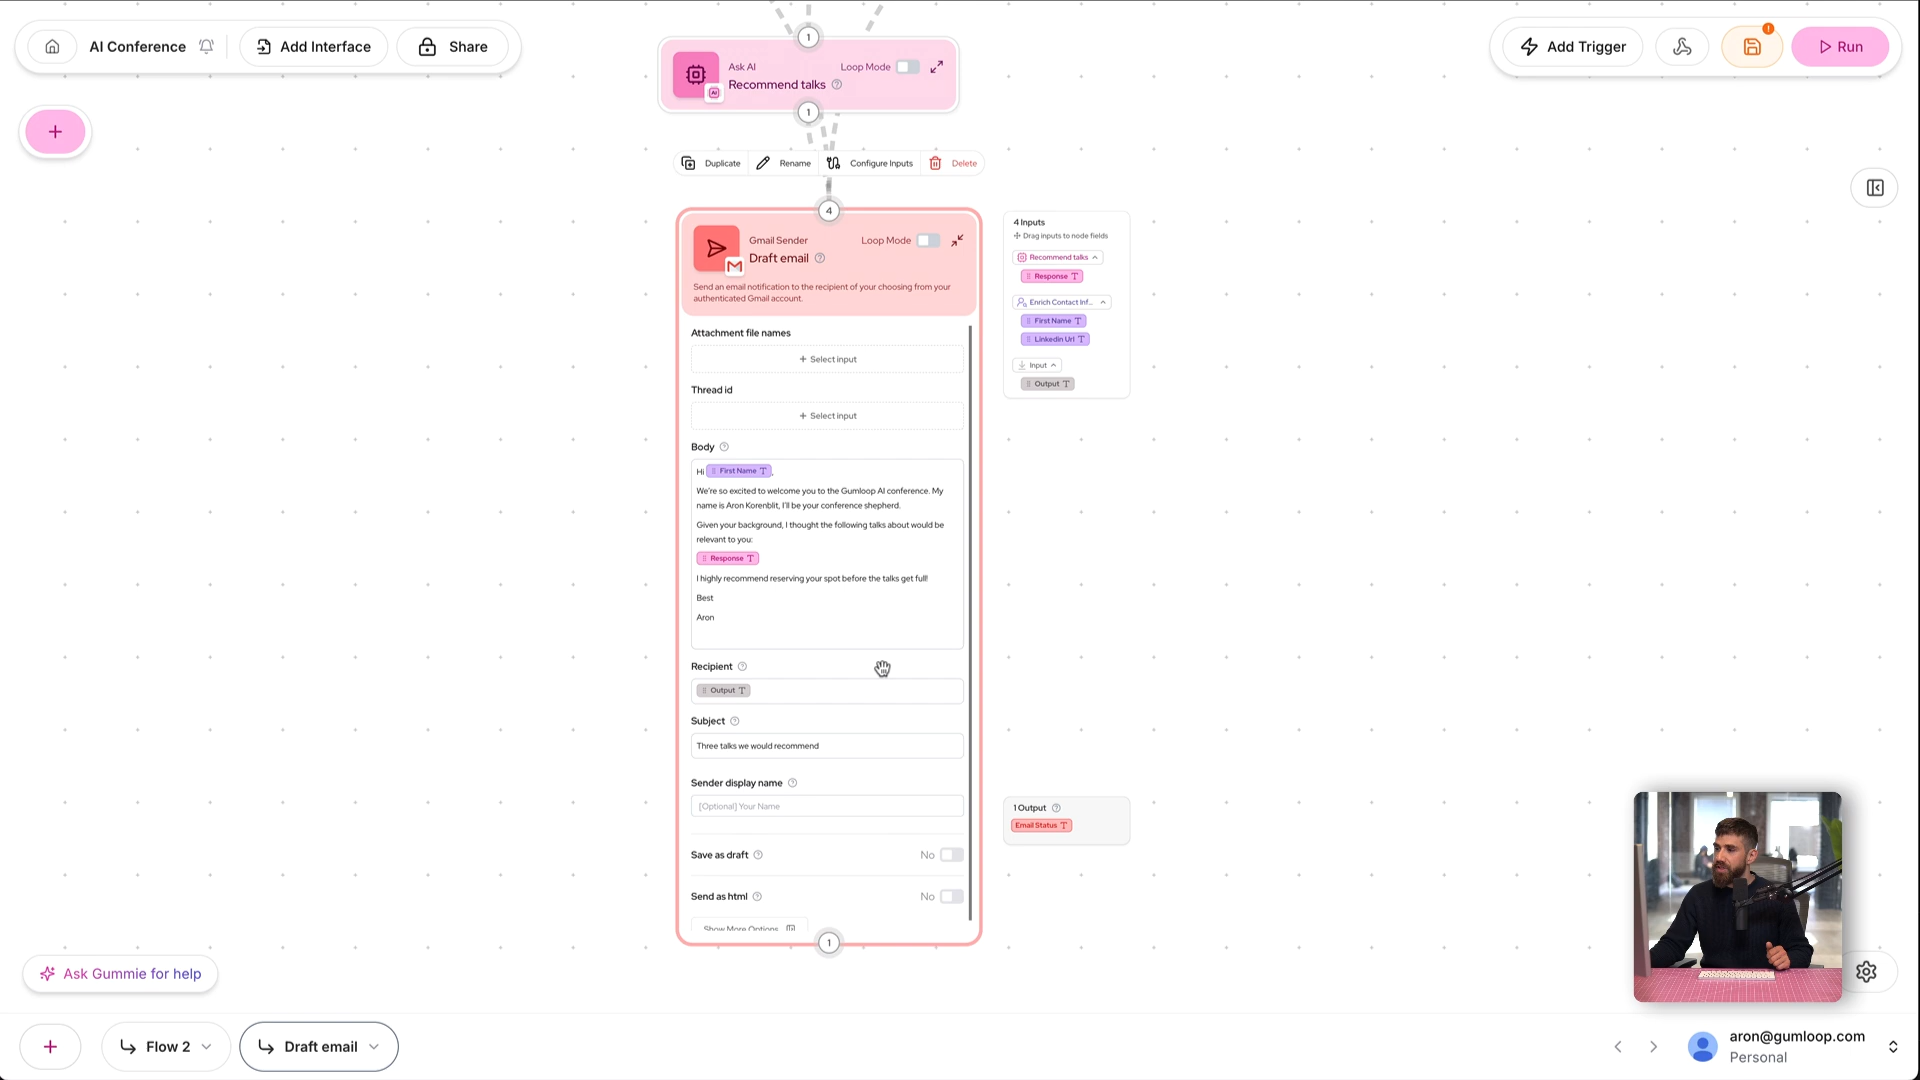 AI Conference
Add Interface
Share
Add Trigger
Run
1
Ask AI
Loop Mode
Recommend talks
AI
1
Duplicate
Rename
Configure Inputs
Delete
4
Gmail Sender
Loop Mode
Draft email
Send an email notification to the recipient of your choosing from your
authenticated Gmail account.
Attachment file names
+ Select input
Thread id
+ Select input
Body
Hi First Name T,
We're so excited to welcome you to the Gumloop AI conference. My
name is Aron Korenblit, I'll be your conference shepherd.
Given your background, I thought the following talks about would be
relevant to you:
Response T
I highly recommend reserving your spot before the talks get full!
Best
Aron
Recipient
Output T
Subject
Three talks we would recommend
Sender display name
[Optional] Your Name
Save as draft
No
Send as html
No
Show More Options
1
4 Inputs
Drag inputs to node fields
Recommend talks
Response T
Enrich Contact Inf...
First Name T
Linkedin Url T
Input
Output T
1 Output
Email Status T
Ask Gummie for help
Flow 2
Draft email
aron@gumloop.com
Personal